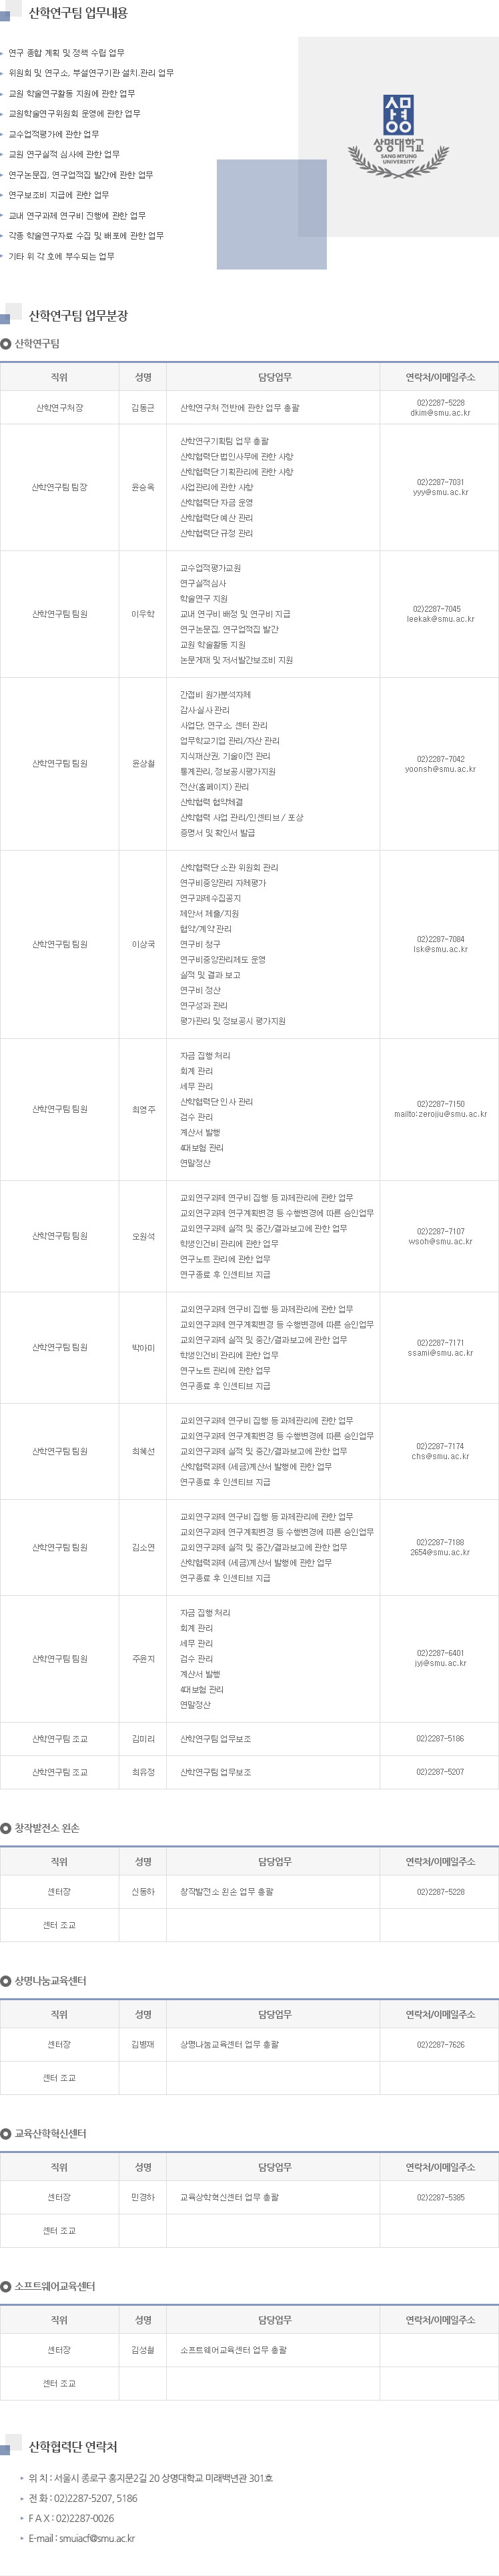 산학연구팀 업무내용
연구 종합 계획 및 정책 수립 업무
위원회 및 연구소, 부설연구기관 설치.관리 업무
교원 학술연구활동 지원에 관한 업무
교원학술연구위원회 운영에 관한 업무
교수업적평가에 관한 업무
교원 연구실적 심사에 관한 업무
연구논문집, 연구업적집 발간에 관한 업무
연구보조비 지급에 관한 업무
교내 연구과제 연구비 진행에 관한 업무
각종 학술연구자료 수집 및 배포에 관한 업무
기타 위 각 호에 부수되는 업무
상명
상명대학교
SANG MYUNG
UNIVERSITY
산학연구팀 업무분장
산학연구팀
직위 성명 담당업무 연락처/이메일주소
산학연구처장 김동근 산학연구처 전반에 관한 업무 총괄
02)2287-5228
dkim@smu.ac.kr
산학연구팀 팀장 윤승옥
산학연구기획팀 업무 총괄
산학협력단 법인사무에 관한 사항
산학협력단 기획관리에 관한 사항
사업관리에 관한 사항
산학협력단 자금 운영
산학협력단 예산 관리
산학협력단 규정 관리
02)2287-7031
yyy@smu.ac.kr
산학연구팀 팀원 이두학
교수업적평가교원
연구실적심사
학술연구 지원
교내 연구비 배정 및 연구비 지급
연구논문집, 연구업적집 발간
교원 학술활동 지원
논문게재 및 저서발간보조비 지원
02)2287-7045
leekak@smu.ac.kr
산학연구팀 팀원 윤상철
간접비 원가분석자체
감사·실사 관리
사업단, 연구소, 센터 관리
업무학교기업 관리/자산 관리
지식재산권, 기술이전 관리
통계관리, 정보공시평가지원
전산(홈페이지) 관리
산학협력 협약체결
산학협력 사업 관리/인센티브 / 포상
증명서 및 확인서 발급
02)2287-7042
yoonsh@smu.ac.kr
산학연구팀 팀원 이상국
산학협력단 소관 위원회 관리
연구비중앙관리 자체평가
연구과제수집공지
제안서 제출/지원
협약/계약 관리
연구비 청구
연구비중앙관리제도 운영
실적 및 결과 보고
연구비 정산
연구성과 관리
평가관리 및 정보공시 평가지원
02)2287-7084
lsk@smu.ac.kr
산학연구팀 팀원 최영주
자금 집행 처리
회계 관리
세무 관리
산학협력단 인사 관리
검수 관리
계산서 발행
4대보험 관리
연말정산
02)2287-7150
mailto:zerojju@smu.ac.kr
산학연구팀 팀원 오원석
교외연구과제 연구비 집행 등 과제관리에 관한 업무
교외연구과제 연구계획변경 등 수행변경에 따른 승인업무
교외연구과제 실적 및 중간/결과보고에 관한 업무
학생인건비 관리에 관한 업무
연구노트 관리에 관한 업무
연구종료 후 인센티브 지급
02)2287-7107
wsoh@smu.ac.kr
산학연구팀 팀원 박아미
교외연구과제 연구비 집행 등 과제관리에 관한 업무
교외연구과제 연구계획변경 등 수행변경에 따른 승인업무
교외연구과제 실적 및 중간/결과보고에 관한 업무
학생인건비 관리에 관한 업무
연구노트 관리에 관한 업무
연구종료 후 인센티브 지급
02)2287-7171
ssami@smu.ac.kr
산학연구팀 팀원 최혜선
교외연구과제 연구비 집행 등 과제관리에 관한 업무
교외연구과제 연구계획변경 등 수행변경에 따른 승인업무
교외연구과제 실적 및 중간/결과보고에 관한 업무
산학협력과제 (세금)계산서 발행에 관한 업무
연구종료 후 인센티브 지급
02)2287-7174
chs@smu.ac.kr
산학연구팀 팀원 김소연
교외연구과제 연구비 집행 등 과제관리에 관한 업무
교외연구과제 연구계획변경 등 수행변경에 따른 승인업무
교외연구과제 실적 및 중간/결과보고에 관한 업무
산학협력과제 (세금)계산서 발행에 관한 업무
연구종료 후 인센티브 지급
02)2287-7188
2654@smu.ac.kr
산학연구팀 팀원 주윤지
자금 집행 처리
회계 관리
세무 관리
검수 관리
계산서 발행
4대보험 관리
연말정산
02)2287-6401
jyj@smu.ac.kr
산학연구팀 조교 김미리 산학연구팀 업무보조 02)2287-5186
산학연구팀 조교 최유정 산학연구팀 업무보조 02)2287-5207
창작발전소 왼손
직위 성명 담당업무 연락처/이메일주소
센터장 신동하 창작발전소 왼손 업무 총괄 02)2287-5228
센터 조교
상명나눔교육센터
직위 성명 담당업무 연락처/이메일주소
센터장 김병재 상명나눔교육센터 업무 총괄 02)2287-7626
센터 조교
교육산학혁신센터
직위 성명 담당업무 연락처/이메일주소
센터장 민경하 교육산학혁신센터 업무 총괄 02)2287-5385
센터 조교
소프트웨어교육센터
직위 성명 담당업무 연락처/이메일주소
센터장 김성철 소프트웨어교육센터 업무 총괄
센터 조교
산학협력단 연락처
위 치 : 서울시 종로구 홍지문2길 20 상명대학교 미래백년관 301호
전 화 : 02)2287-5207, 5186
F A X : 02)2287-0026
E-mail : smuiacf@smu.ac.kr